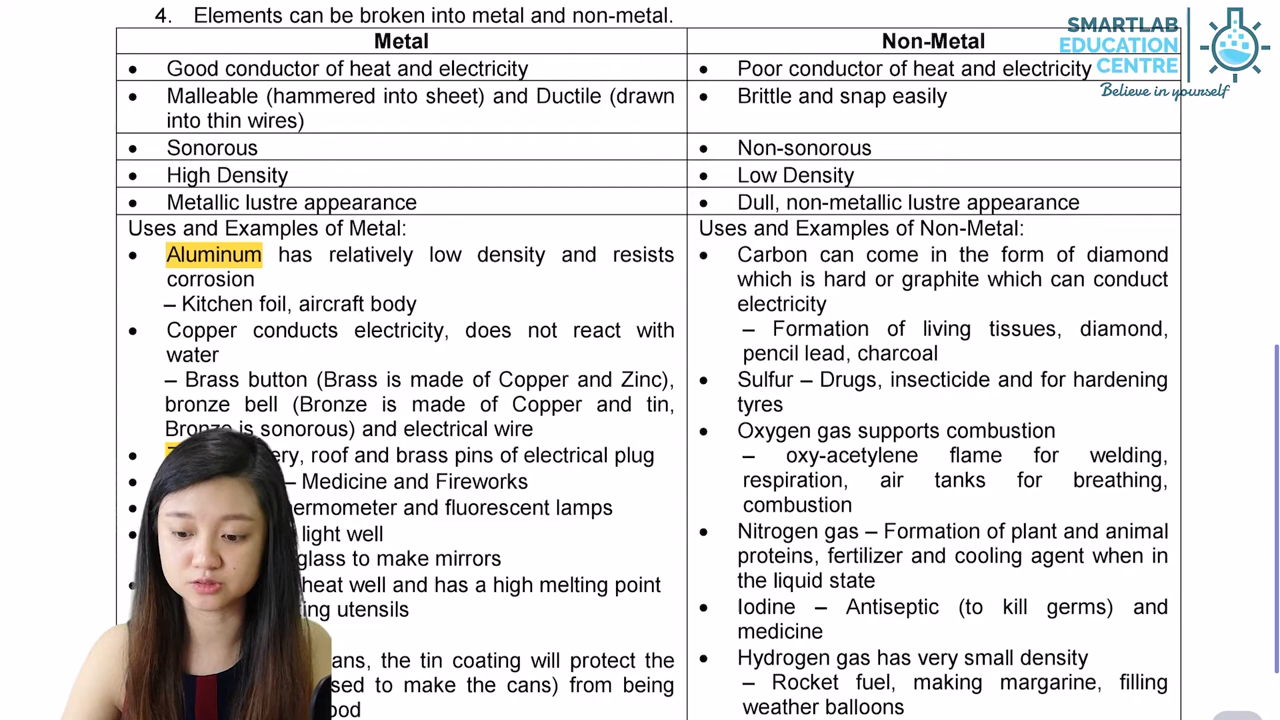 4. Elements can be broken into metal and non-metal.
SMARTLAB
EDUCATION
CENTRE
Believe in yourself
Metal
• Good conductor of heat and electricity
• Malleable (hammered into sheet) and Ductile (drawn
into thin wires)
• Sonorous
• High Density
• Metallic lustre appearance
Uses and Examples of Metal:
• Aluminum has relatively low density and resists
corrosion
– Kitchen foil, aircraft body
• Copper conducts electricity, does not react with
water
– Brass button (Brass is made of Copper and Zinc),
bronze bell (Bronze is made of Copper and tin,
Bronze is sonorous) and electrical wire
• roof and brass pins of electrical plug
• – Medicine and Fireworks
• and fluorescent lamps
• light well
glass to make mirrors
• heat well and has a high melting point
utensils
the tin coating will protect the
to make the cans) from being
Non-Metal
• Poor conductor of heat and electricity
• Brittle and snap easily
• Non-sonorous
• Low Density
• Dull, non-metallic lustre appearance
Uses and Examples of Non-Metal:
• Carbon can come in the form of diamond
which is hard or graphite which can conduct
electricity
– Formation of living tissues, diamond,
pencil lead, charcoal
• Sulfur – Drugs, insecticide and for hardening
tyres
• Oxygen gas supports combustion
– oxy-acetylene flame for welding,
respiration, air tanks for breathing,
combustion
• Nitrogen gas – Formation of plant and animal
proteins, fertilizer and cooling agent when in
the liquid state
• Iodine – Antiseptic (to kill germs) and
medicine
• Hydrogen gas has very small density
– Rocket fuel, making margarine, filling
weather balloons